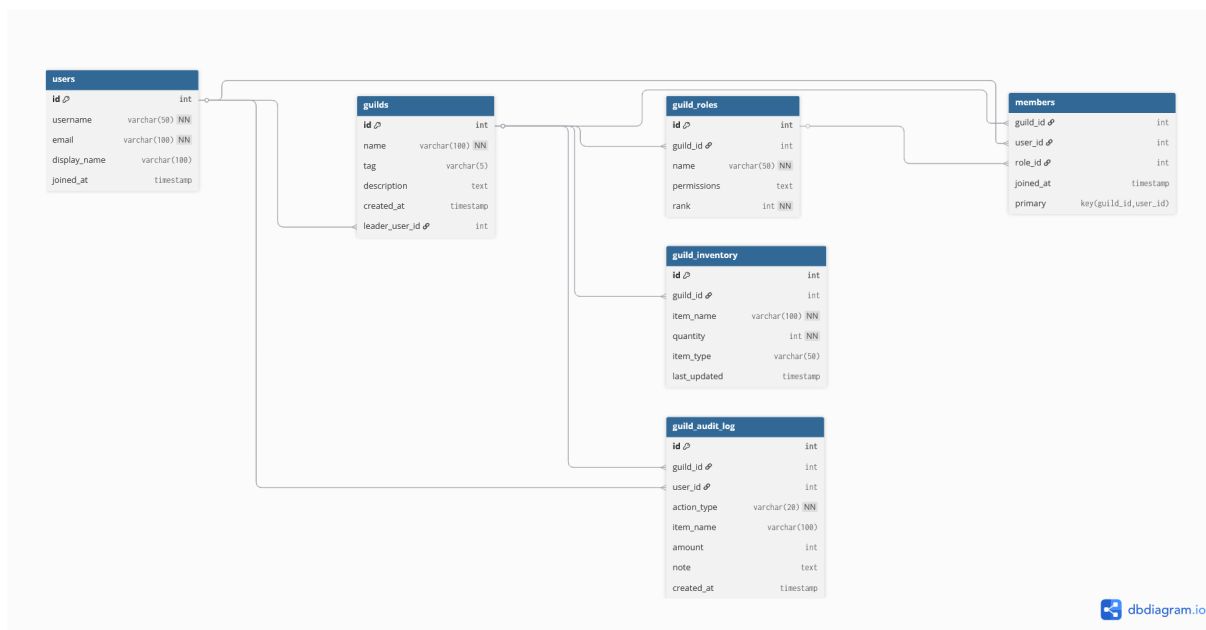 users
id int
username varchar(50) NN
email varchar(100) NN
display_name varchar(100)
joined_at timestamp
guilds
id int
name varchar(100) NN
tag varchar(5)
description text
created_at timestamp
leader_user_id int
guild_roles
id int
guild_id int
name varchar(50) NN
permissions text
rank int NN
members
guild_id int
user_id int
role_id int
joined_at timestamp
primary key(guild_id,user_id)
guild_inventory
id int
guild_id int
item_name varchar(100) NN
quantity int NN
item_type varchar(50)
last_updated timestamp
guild_audit_log
id int
guild_id int
user_id int
action_type varchar(20) NN
item_name varchar(100)
amount int
note text
created_at timestamp
dbdiagram.io